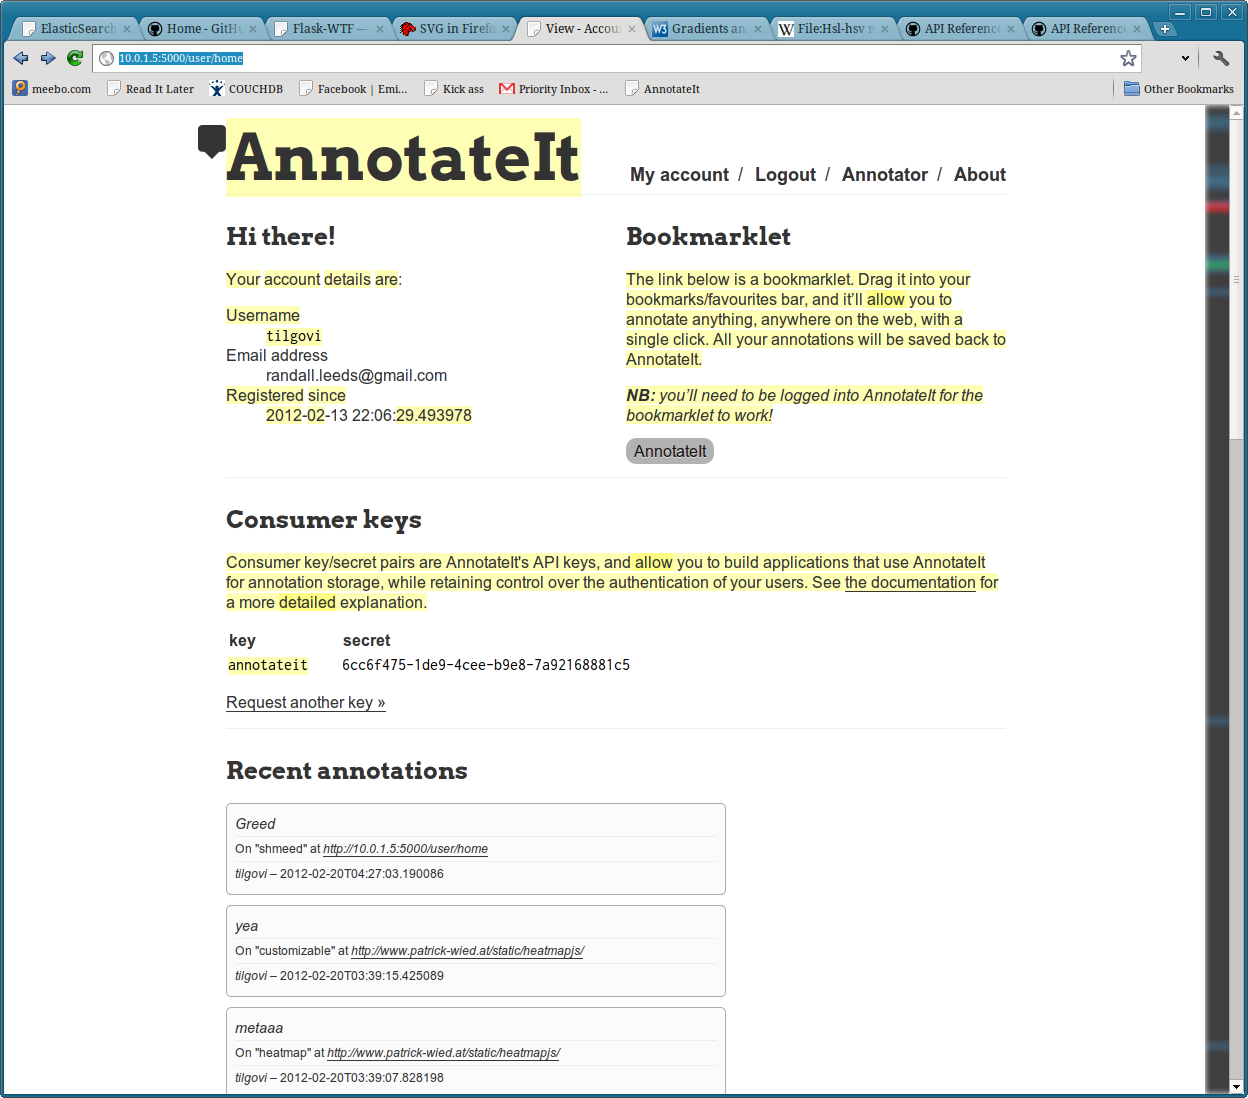 ElasticSearch
Home - GitHu
Flask-WTF —
SVG in Firefo
View - Accou
Gradients an
File:Hsl-hsv m
API Reference
API Reference
10.0.1.5:5000/user/home
meebo.com
Read It Later
COUCHDB
Facebook | Emi...
Kick ass
Priority Inbox - ...
AnnotateIt
Other Bookmarks
AnnotateIt
My account / Logout / Annotator / About
Hi there!
Your account details are:
Username
tilgovi
Email address
randall.leeds@gmail.com
Registered since
2012-02-13 22:06:29.493978
Bookmarklet
The link below is a bookmarklet. Drag it into your
bookmarks/favourites bar, and it'll allow you to
annotate anything, anywhere on the web, with a
single click. All your annotations will be saved back to
AnnotateIt.
NB: you'll need to be logged into AnnotateIt for the
bookmarklet to work!
AnnotateIt
Consumer keys
Consumer key/secret pairs are AnnotateIt's API keys, and allow you to build applications that use AnnotateIt
for annotation storage, while retaining control over the authentication of your users. See the documentation for
a more detailed explanation.
key secret
annotateit 6cc6f475-1de9-4cee-b9e8-7a92168881c5
Request another key »
Recent annotations
Greed
On "shmeed" at http://10.0.1.5:5000/user/home
tilgovi – 2012-02-20T04:27:03.190086
yea
On "customizable" at http://www.patrick-wied.at/static/heatmapjs/
tilgovi – 2012-02-20T03:39:15.425089
metaaa
On "heatmap" at http://www.patrick-wied.at/static/heatmapjs/
tilgovi – 2012-02-20T03:39:07.828198